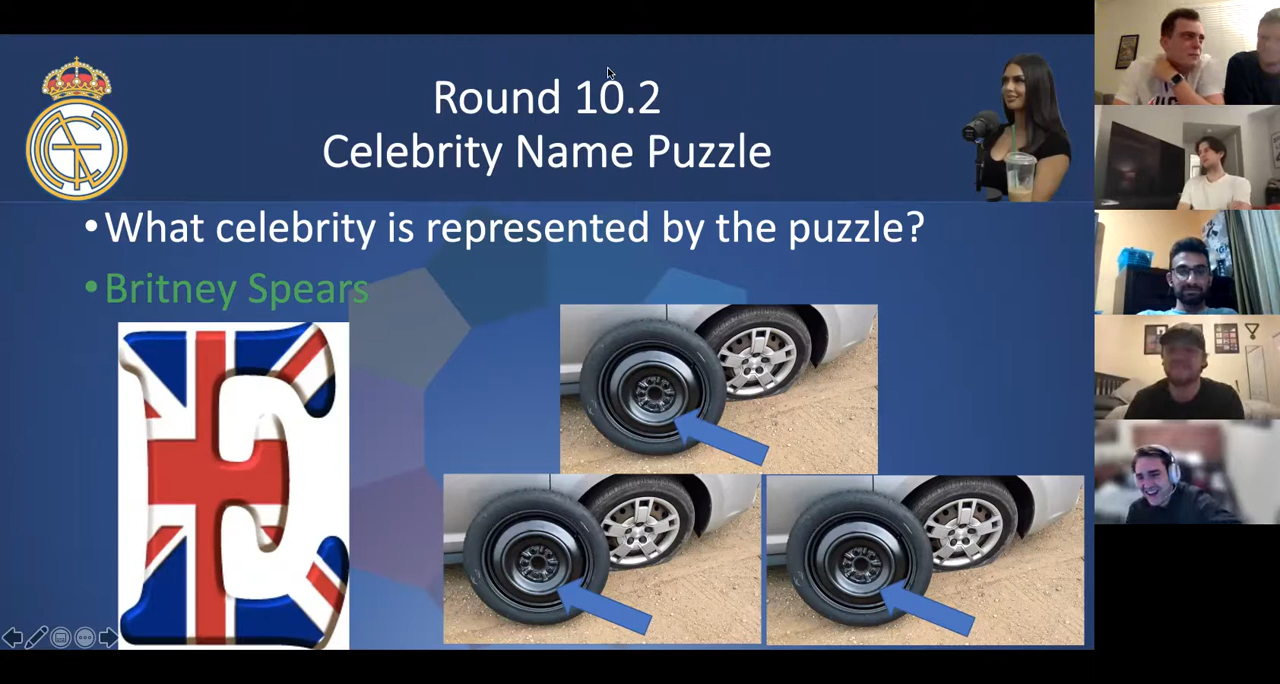 Round 10.2
Celebrity Name Puzzle
•What celebrity is represented by the puzzle?
•Britney Spears
E